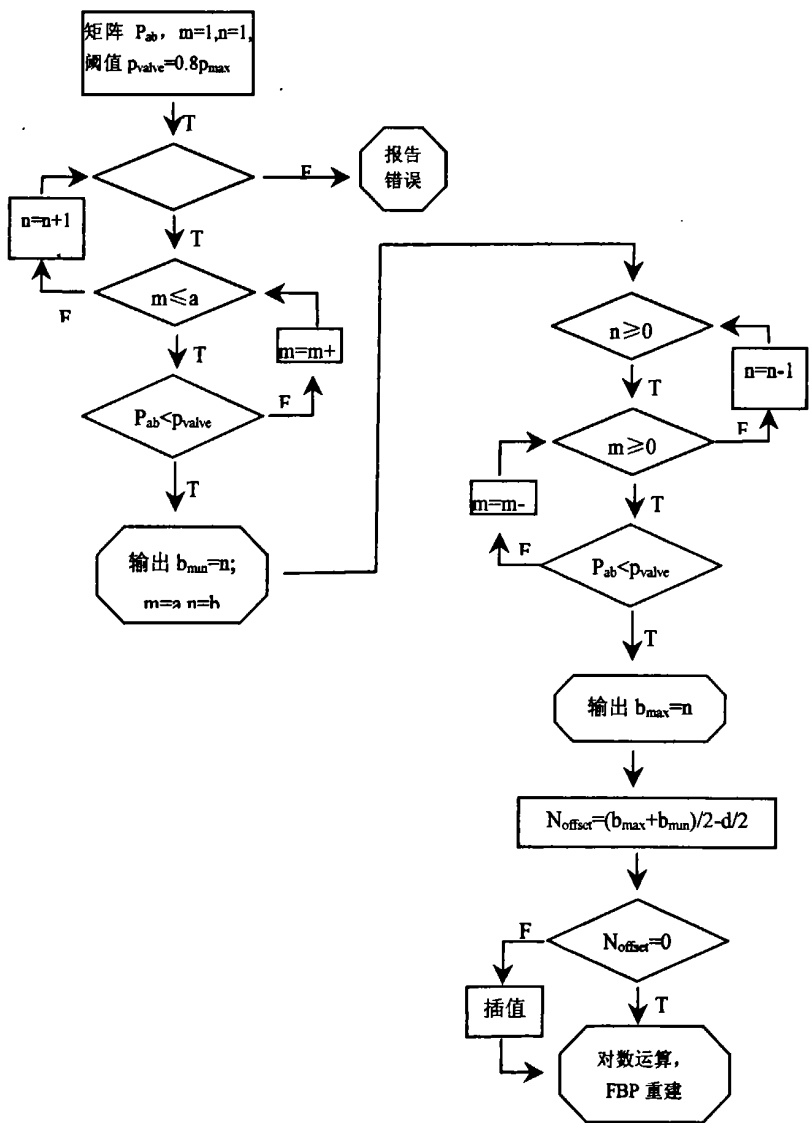 矩阵 Pab，m=1,n=1,
阈值 pvalve=0.8pmax
T
F
报告
错误
n=n+1
T
m≤a
F
T
m=m+
Pab<pvalve
F
T
输出 bmin=n;
m=a n=b
n≥0
n=n-1
T
m≥0
F
m=m-
T
Pab<pvalve
F
T
输出 bmax=n
Noffset=(bmax+bmin)/2-d/2
Noffset=0
F
插值
T
对数运算，
FBP 重建